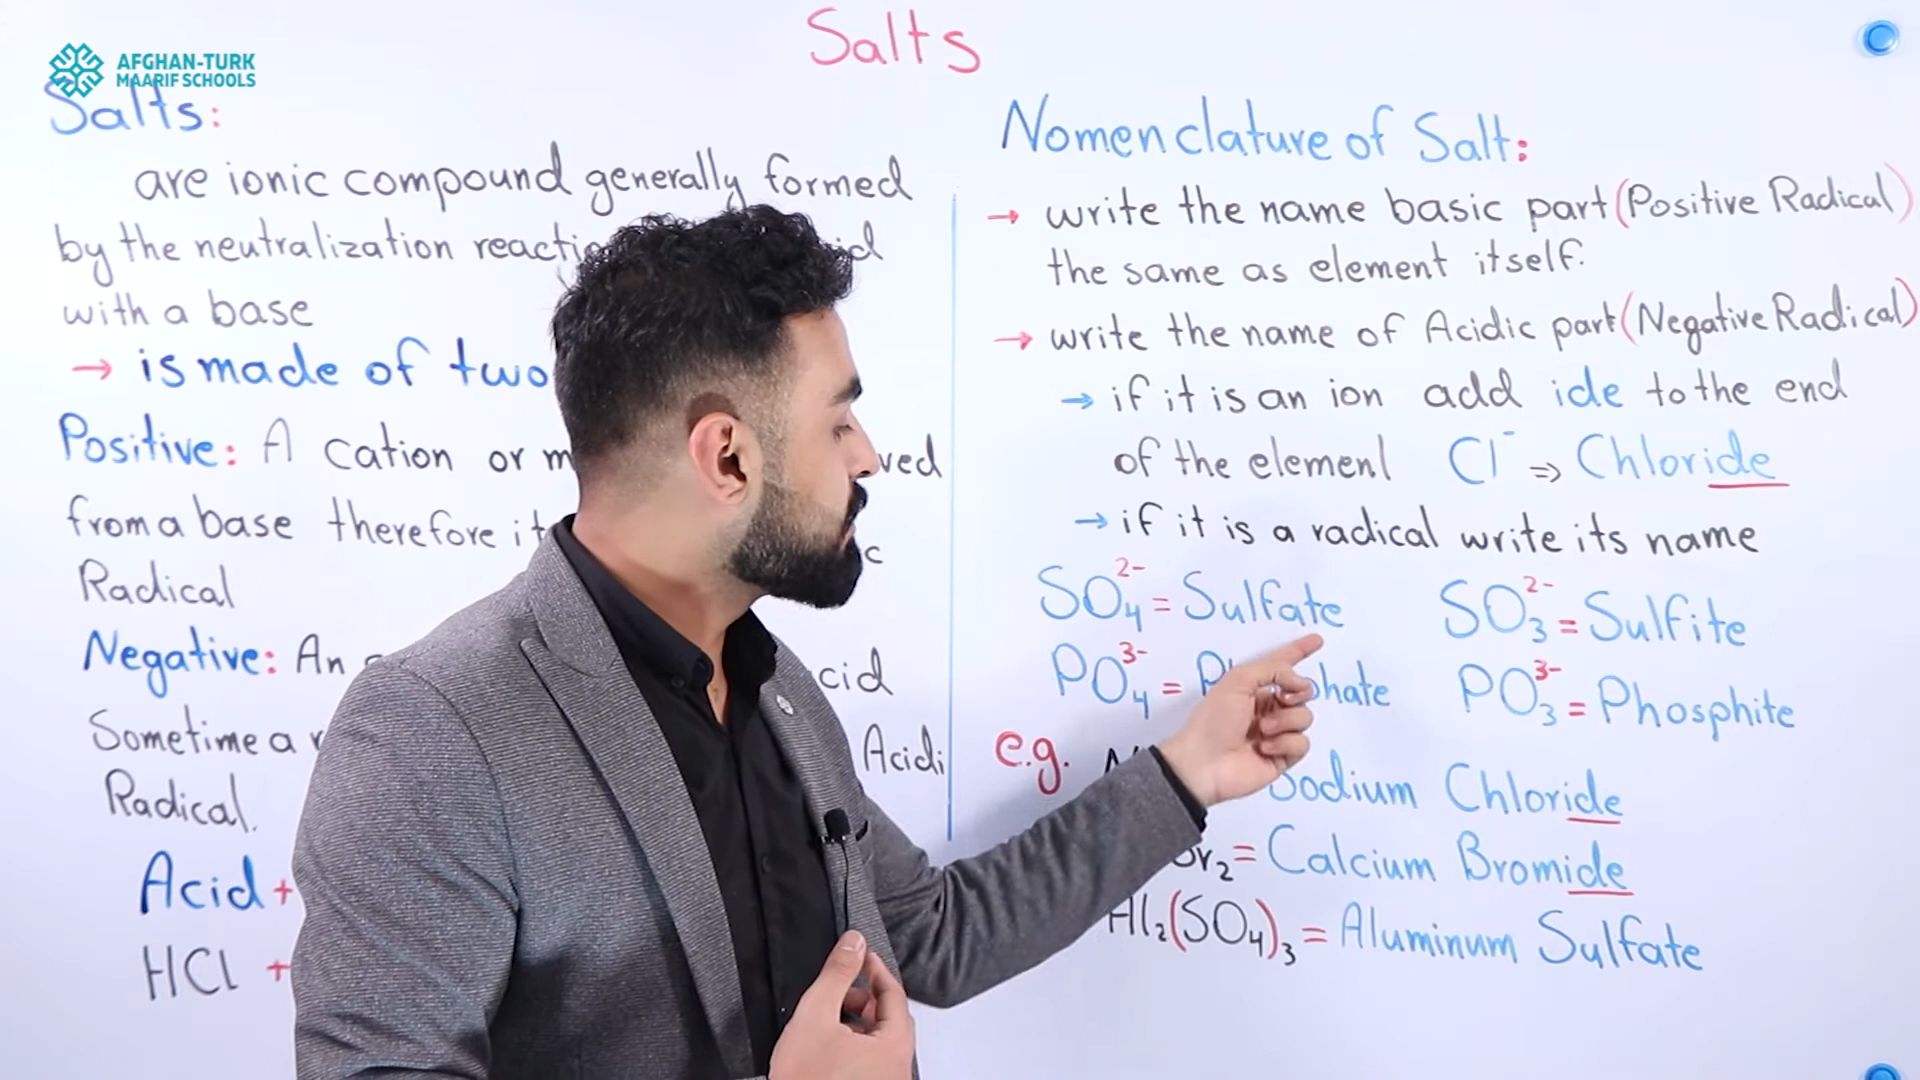 Salts
AFGHAN-TURK
MAARIF SCHOOLS
Salts:
are ionic compound generally formed
by the neutralization
with a base
→ is made of two
Positive: A cation or
from a base therefore it
Radical
Negative: An
Sometime a
Radical.
Acid +
HCl +
Nomenclature of Salt:
→ write the name basic part (Positive Radical)
the same as element itself.
→ write the name of Acidic part (Negative Radical)
→ if it is an ion add ide to the end
of the element Cl⁻ ⇒ Chloride
→ if it is a radical write its name
SO₄²⁻ = Sulfate SO₃²⁻ = Sulfite
PO₄³⁻ = PO₃³⁻ = Phosphite
e.g. Sodium Chloride
= Calcium Bromide
Al₂(SO₄)₃ = Aluminum Sulfate